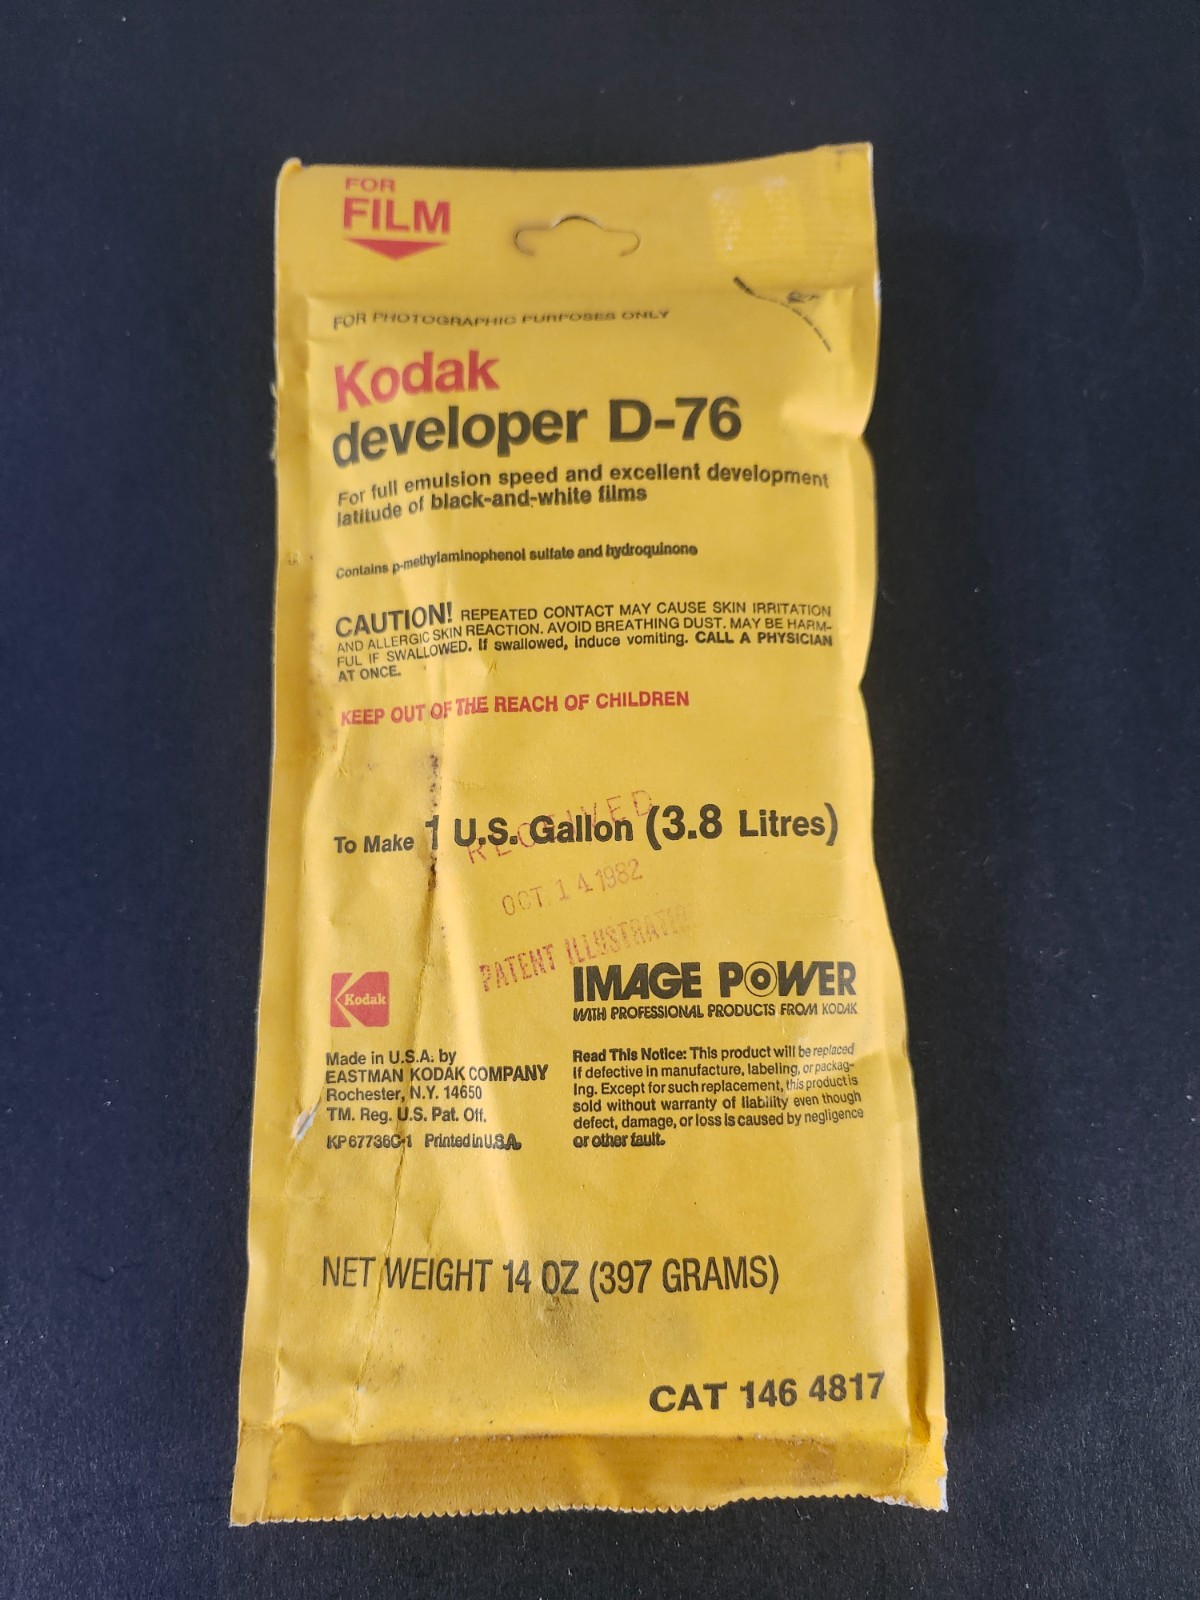 FOR
FILM
FOR PHOTOGRAPHIC PURPOSES ONLY
Kodak
developer D-76
For full emulsion speed and excellent development
latitude of black-and-white films
Contains p-methylaminophenol sulfate and hydroquinone
CAUTION! REPEATED CONTACT MAY CAUSE SKIN IRRITATION
AND ALLERGIC SKIN REACTION. AVOID BREATHING DUST. MAY BE HARM-
FUL IF SWALLOWED. If swallowed, induce vomiting. CALL A PHYSICIAN
AT ONCE.
KEEP OUT OF THE REACH OF CHILDREN
To Make 1 U.S. Gallon (3.8 Litres)
RECEIVED
OCT. 14 1982
PATENT ILLUSTRATIO
Kodak
IMAGE POWER
WITH PROFESSIONAL PRODUCTS FROM KODAK
Made in U.S.A. by
EASTMAN KODAK COMPANY
Rochester, N.Y. 14650
TM. Reg. U.S. Pat. Off.
KP 67736C-1 Printed in U.S.A.
Read This Notice: This product will be replaced
if defective in manufacture, labeling, or packag-
ing. Except for such replacement, this product is
sold without warranty of liability even though
defect, damage, or loss is caused by negligence
or other fault.
NET WEIGHT 14 OZ (397 GRAMS)
CAT 146 4817